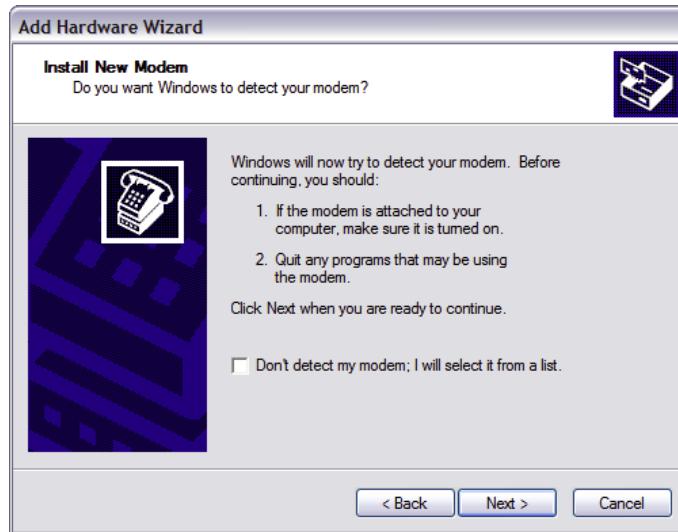 Add Hardware Wizard
Install New Modem
Do you want Windows to detect your modem?
Windows will now try to detect your modem. Before
continuing, you should:
1. If the modem is attached to your
computer, make sure it is turned on.
2. Quit any programs that may be using
the modem.
Click Next when you are ready to continue.
Don't detect my modem; I will select it from a list.
< Back Next > Cancel